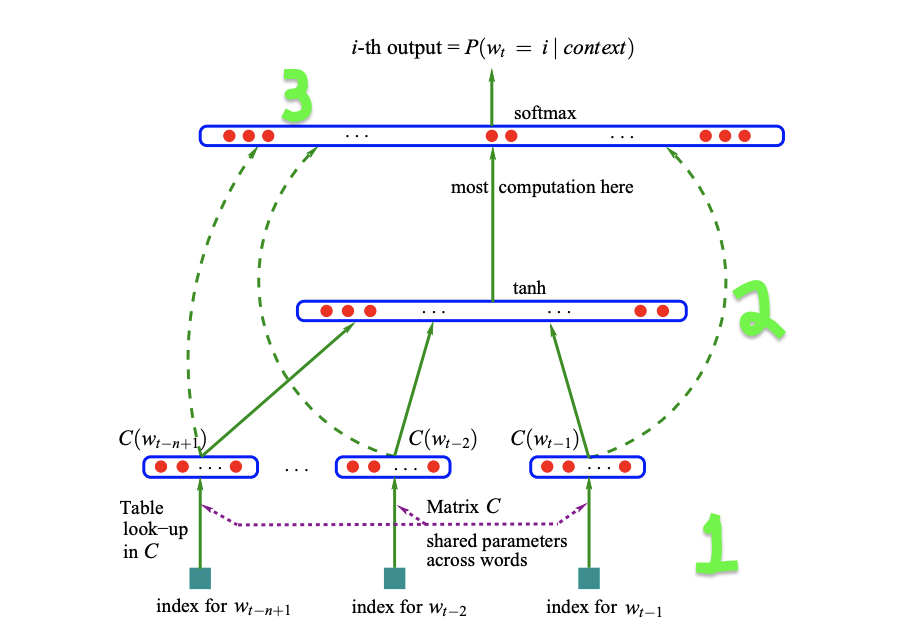 i-th output = P(w_t = i | context)
3
softmax
...
...
most computation here
tanh
...
...
2
C(w_{t−n+1})
C(w_{t−2})
C(w_{t−1})
...
...
...
...
Table
look−up
in C
Matrix C
shared parameters
across words
1
index for w_{t−n+1}
index for w_{t−2}
index for w_{t−1}